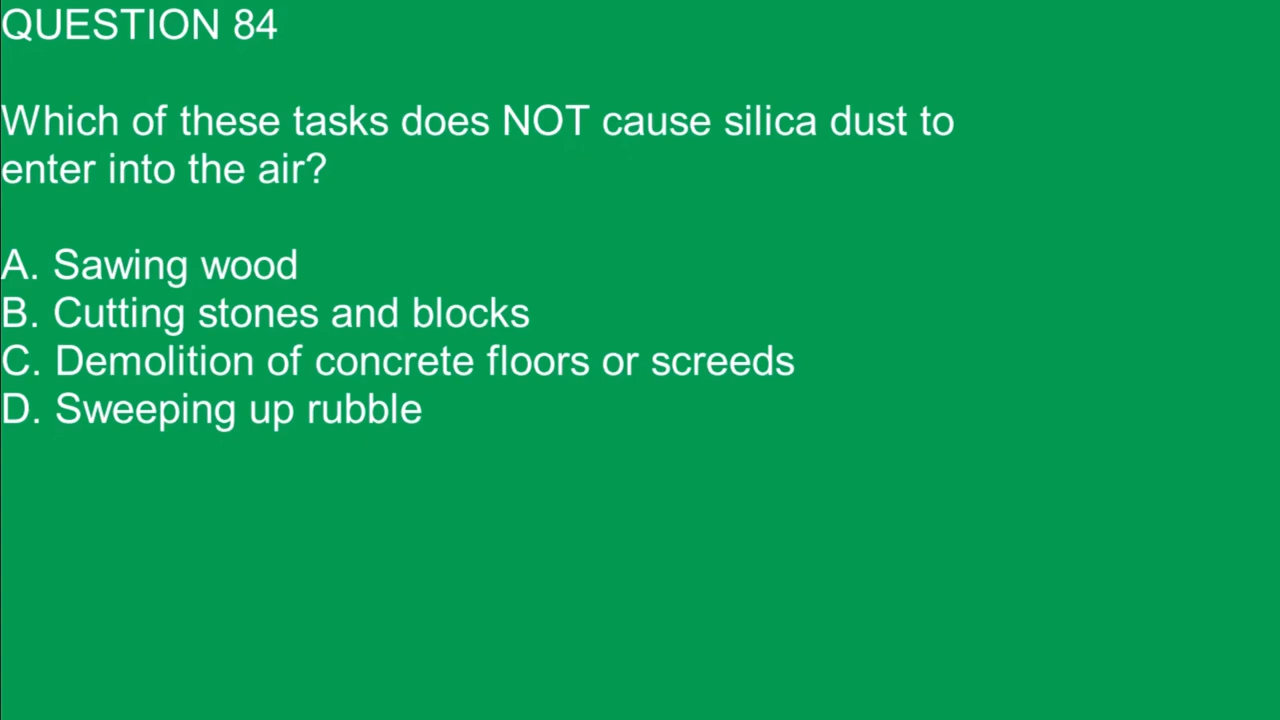 QUESTION 84
Which of these tasks does NOT cause silica dust to
enter into the air?
A. Sawing wood
B. Cutting stones and blocks
C. Demolition of concrete floors or screeds
D. Sweeping up rubble